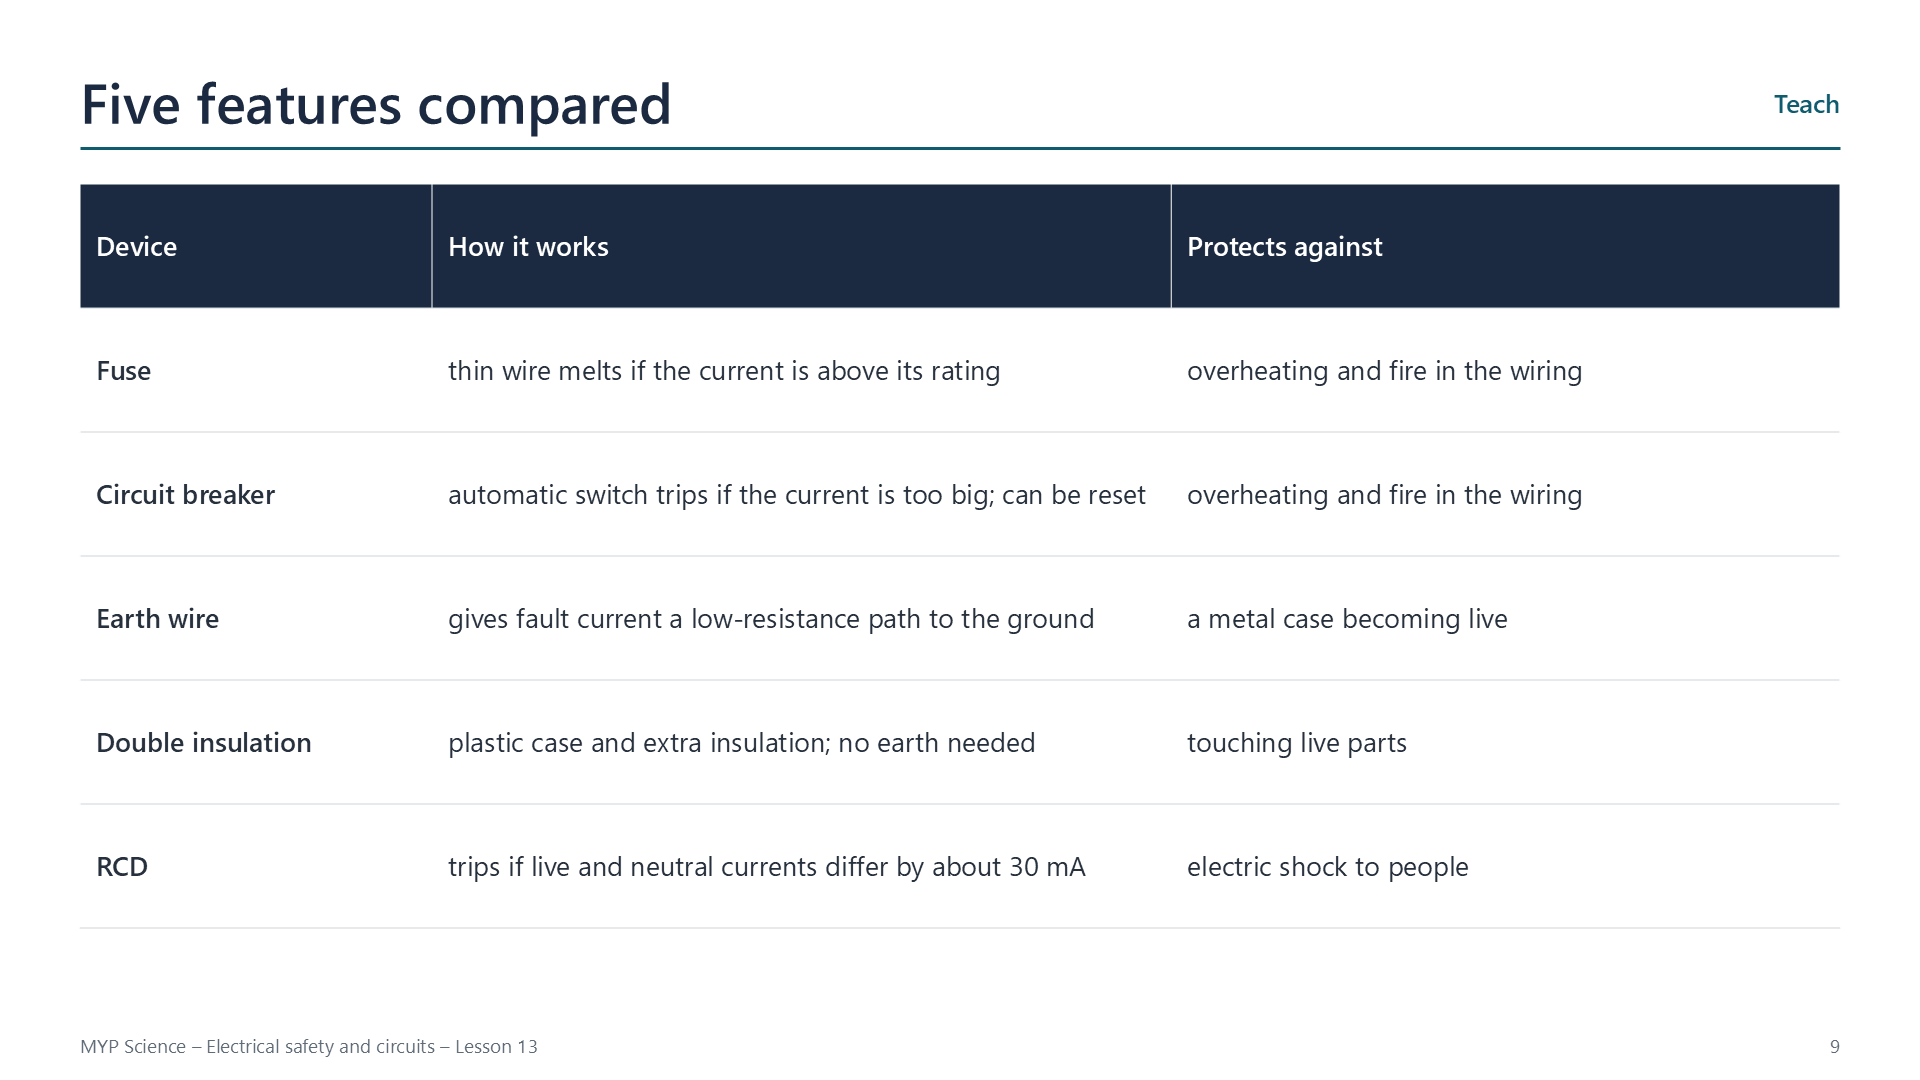 Five features compared
Teach
Device
How it works
Protects against
Fuse
thin wire melts if the current is above its rating
overheating and fire in the wiring
Circuit breaker
automatic switch trips if the current is too big; can be reset
overheating and fire in the wiring
Earth wire
gives fault current a low-resistance path to the ground
a metal case becoming live
Double insulation
plastic case and extra insulation; no earth needed
touching live parts
RCD
trips if live and neutral currents differ by about 30 mA
electric shock to people
MYP Science – Electrical safety and circuits – Lesson 13
9